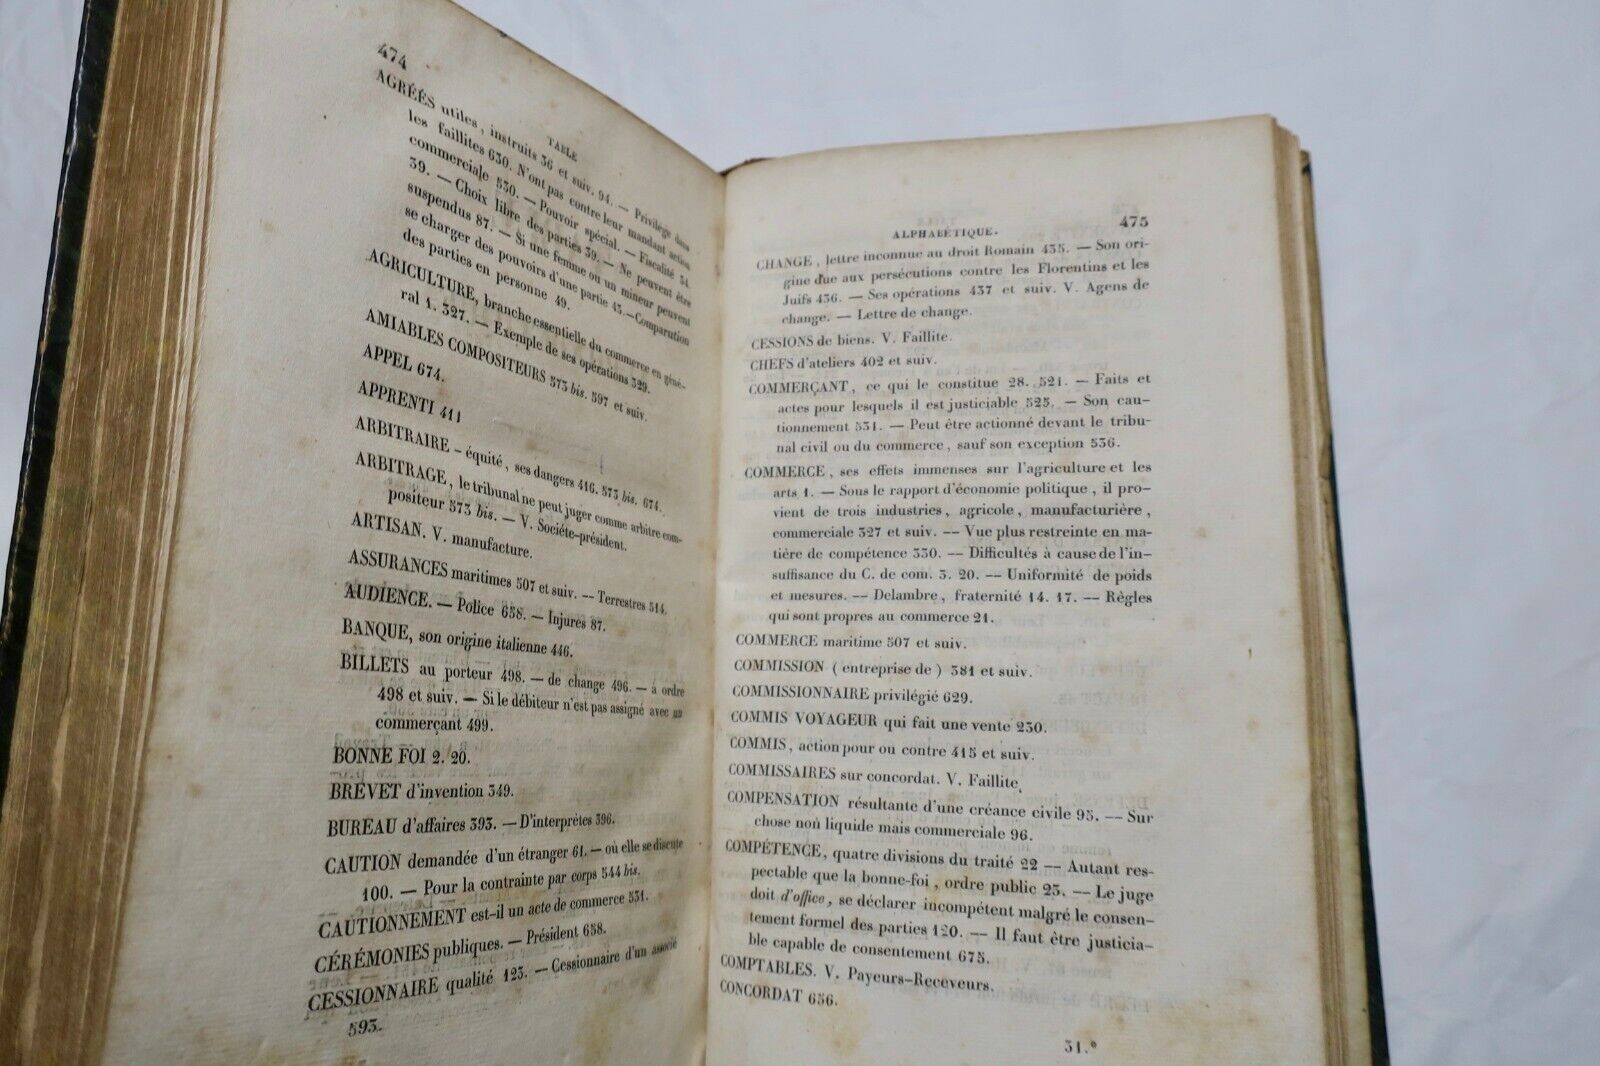 474
TABLE
AGRÉÉS utiles, instruits 36 et suiv. 94. — Privilége dans
les faillites 630. N'ont pas contre leur mandant action
commerciale 530. — Pouvoir spécial. — Fiscalité 34
39. — Choix libre des parties 39. — Ne peuvent être
suspendus 87. — Si une femme ou un mineur peuvent
se charger des pouvoirs d'une partie 43. — Comparution
des parties en personne 49.
AGRICULTURE, branche essentielle du commerce en géné-
ral 1. 327. — Exemple de ses opérations 329.
AMIABLES COMPOSITEURS 573 bis. 597 et suiv.
APPEL 674.
APPRENTI 411
ARBITRAIRE - équité, ses dangers 416. 573 bis. 674.
ARBITRAGE, le tribunal ne peut juger comme arbitre com-
positeur 573 bis. — V. Sociéte-président.
ARTISAN. V. manufacture.
ASSURANCES maritimes 507 et suiv. — Terrestres 514.
AUDIENCE. — Police 658. — Injures 87.
BANQUE, son origine italienne 446.
BILLETS au porteur 498. — de change 496. — à ordre
498 et suiv. — Si le débiteur n'est pas assigné avec un
commerçant 499.
BONNE FOI 2. 20.
BREVET d'invention 349.
BUREAU d'affaires 393. — D'interprètes 396.
CAUTION demandée d'un étranger 61. — où elle se discute
100. — Pour la contrainte par corps 544 bis.
CAUTIONNEMENT est-il un acte de commerce 531.
CÉRÉMONIES publiques. — Président 658.
CESSIONNAIRE qualité 123. — Cessionnaire d'un associé
593.
ALPHABÉTIQUE. 475
CHANGE, lettre inconnue au droit Romain 435. — Son ori-
gine due aux persécutions contre les Florentins et les
Juifs 436. — Ses opérations 437 et suiv. V. Agens de
change. — Lettre de change.
CESSIONS de biens. V. Faillite.
CHEFS d'ateliers 402 et suiv.
COMMERÇANT, ce qui le constitue 28. 521. — Faits et
actes pour lesquels il est justiciable 525. — Son cau-
tionnement 531. — Peut être actionné devant le tribu-
nal civil ou du commerce, sauf son exception 536.
COMMERCE, ses effets immenses sur l'agriculture et les
arts 1. — Sous le rapport d'économie politique, il pro-
vient de trois industries, agricole, manufacturière,
commerciale 327 et suiv. — Vue plus restreinte en ma-
tière de compétence 330. — Difficultés à cause de l'in-
suffisance du C. de com. 3. 20. — Uniformité de poids
et mesures. — Delambre, fraternité 14. 17. — Règles
qui sont propres au commerce 21.
COMMERCE maritime 507 et suiv.
COMMISSION (entreprise de) 381 et suiv.
COMMISSIONNAIRE privilégié 629.
COMMIS VOYAGEUR qui fait une vente 230.
COMMIS, action pour ou contre 415 et suiv.
COMMISSAIRES sur concordat. V. Faillite.
COMPENSATION résultante d'une créance civile 95. — Sur
chose non liquide mais commerciale 96.
COMPÉTENCE, quatre divisions du traité 22 — Autant res-
pectable que la bonne-foi, ordre public 23. — Le juge
doit d'office, se déclarer incompétent malgré le consen-
tement formel des parties 120. — Il faut être justicia-
ble capable de consentement 675.
COMPTABLES. V. Payeurs-Receveurs.
CONCORDAT 656.
31.*